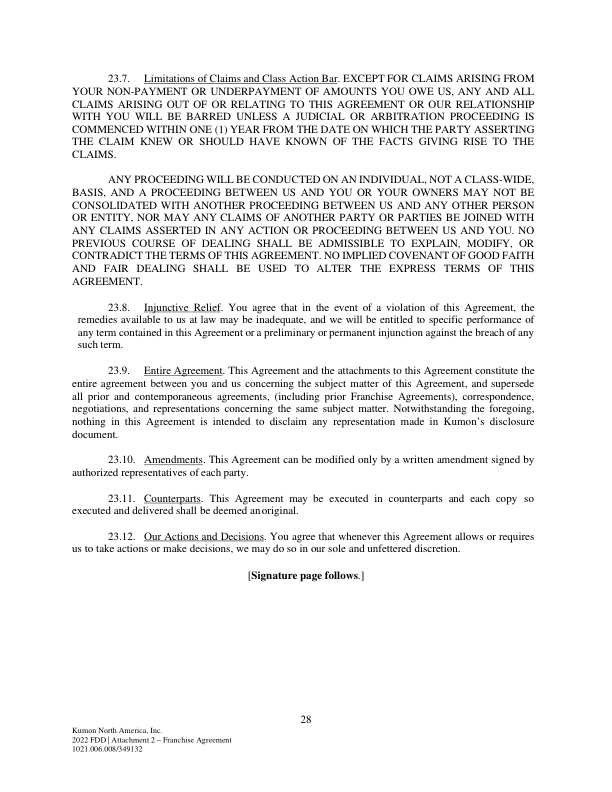 23.7. Limitations of Claims and Class Action Bar. EXCEPT FOR CLAIMS ARISING FROM
YOUR NON-PAYMENT OR UNDERPAYMENT OF AMOUNTS YOU OWE US, ANY AND ALL
CLAIMS ARISING OUT OF OR RELATING TO THIS AGREEMENT OR OUR RELATIONSHIP
WITH YOU WILL BE BARRED UNLESS A JUDICIAL OR ARBITRATION PROCEEDING IS
COMMENCED WITHIN ONE (1) YEAR FROM THE DATE ON WHICH THE PARTY ASSERTING
THE CLAIM KNEW OR SHOULD HAVE KNOWN OF THE FACTS GIVING RISE TO THE
CLAIMS.
ANY PROCEEDING WILL BE CONDUCTED ON AN INDIVIDUAL, NOT A CLASS-WIDE,
BASIS, AND A PROCEEDING BETWEEN US AND YOU OR YOUR OWNERS MAY NOT BE
CONSOLIDATED WITH ANOTHER PROCEEDING BETWEEN US AND ANY OTHER PERSON
OR ENTITY, NOR MAY ANY CLAIMS OF ANOTHER PARTY OR PARTIES BE JOINED WITH
ANY CLAIMS ASSERTED IN ANY ACTION OR PROCEEDING BETWEEN US AND YOU. NO
PREVIOUS COURSE OF DEALING SHALL BE ADMISSIBLE TO EXPLAIN, MODIFY, OR
CONTRADICT THE TERMS OF THIS AGREEMENT. NO IMPLIED COVENANT OF GOOD FAITH
AND FAIR DEALING SHALL BE USED TO ALTER THE EXPRESS TERMS OF THIS
AGREEMENT.
23.8. Injunctive Relief. You agree that in the event of a violation of this Agreement, the
remedies available to us at law may be inadequate, and we will be entitled to specific performance of
any term contained in this Agreement or a preliminary or permanent injunction against the breach of any
such term.
23.9. Entire Agreement. This Agreement and the attachments to this Agreement constitute the
entire agreement between you and us concerning the subject matter of this Agreement, and supersede
all prior and contemporaneous agreements, (including prior Franchise Agreements), correspondence,
negotiations, and representations concerning the same subject matter. Notwithstanding the foregoing,
nothing in this Agreement is intended to disclaim any representation made in Kumon's disclosure
document.
23.10. Amendments. This Agreement can be modified only by a written amendment signed by
authorized representatives of each party.
23.11. Counterparts. This Agreement may be executed in counterparts and each copy so
executed and delivered shall be deemed an original.
23.12. Our Actions and Decisions. You agree that whenever this Agreement allows or requires
us to take actions or make decisions, we may do so in our sole and unfettered discretion.
[Signature page follows.]
28
Kumon North America, Inc.
2022 FDD | Attachment 2 – Franchise Agreement
1021.006.008/349132